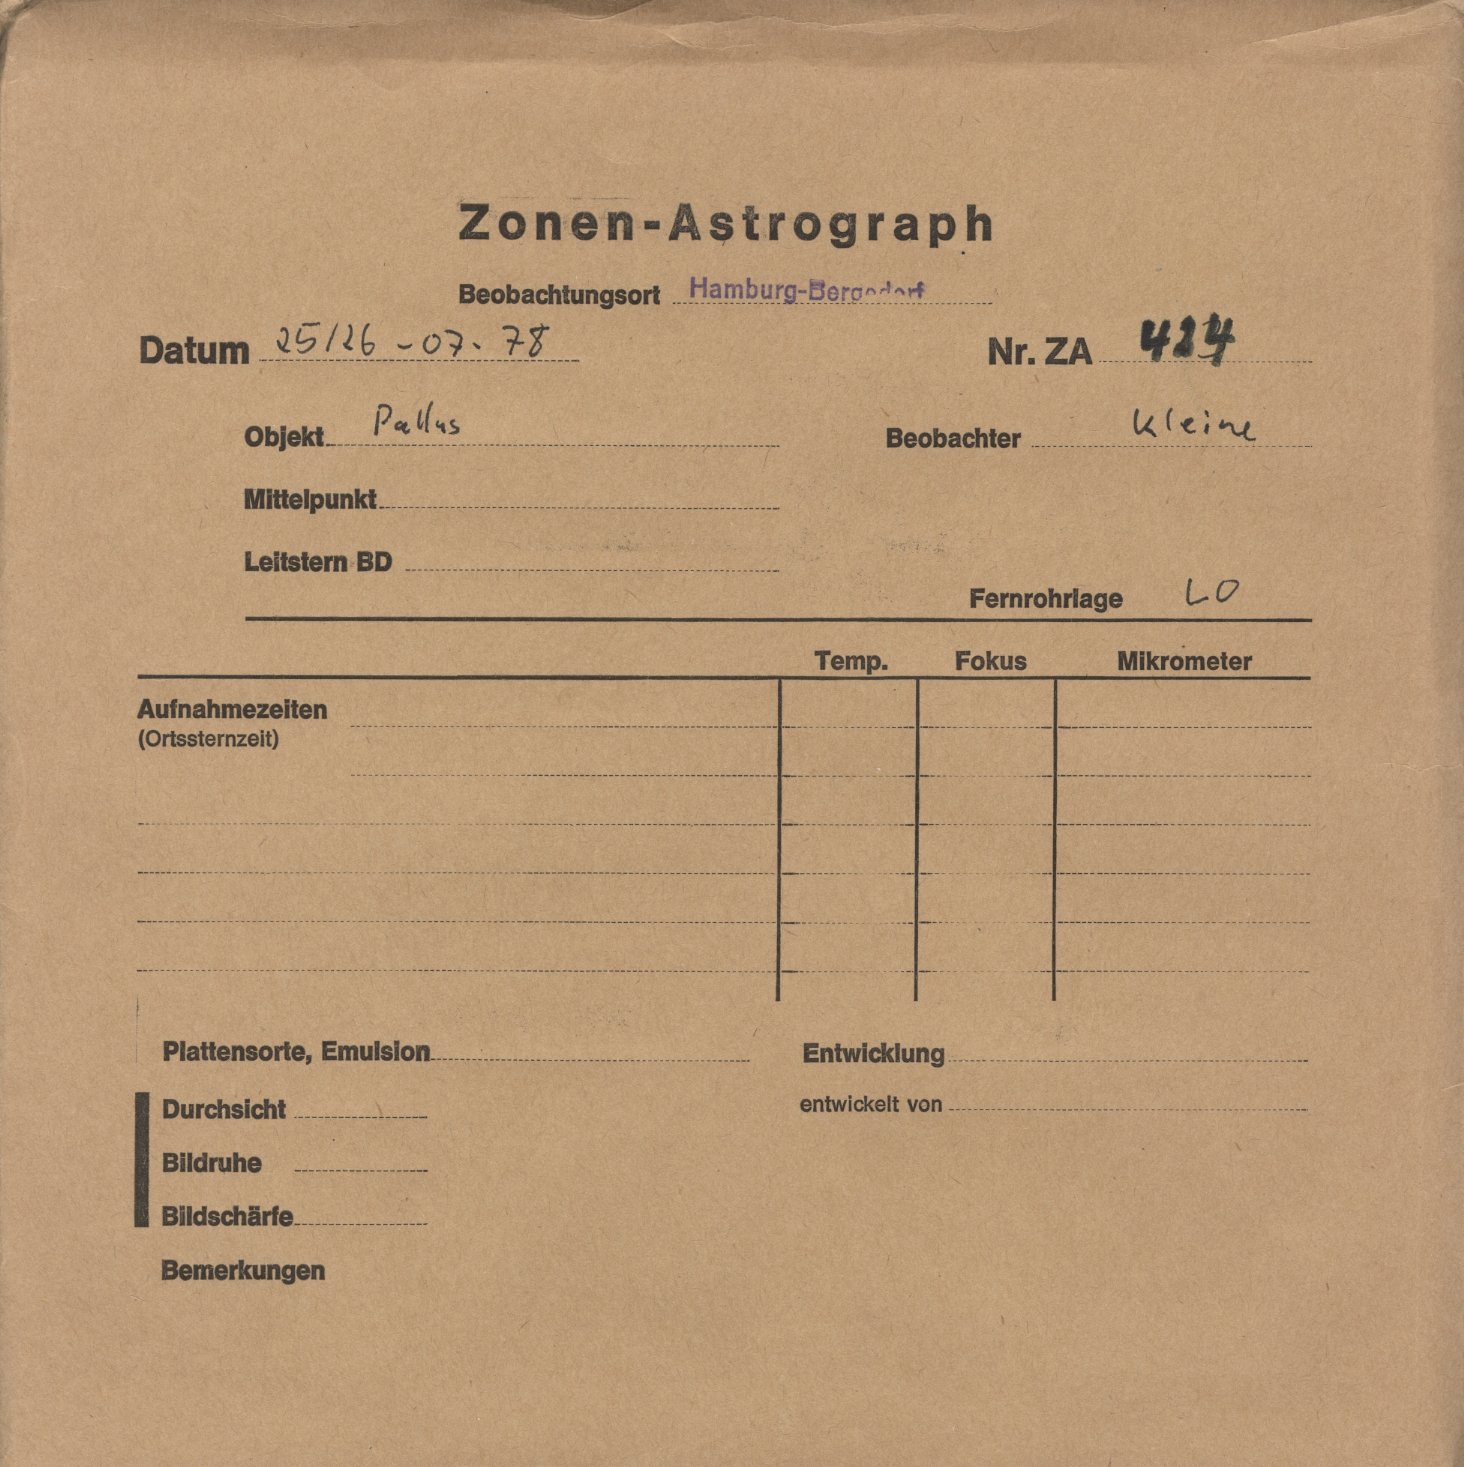 Zonen-Astrograph
Beobachtungsort Hamburg-Bergedorf
Datum 25/26 - 07. 78 Nr. ZA 424
Objekt Pallas Beobachter Kleine
Mittelpunkt
Leitstern BD
Fernrohrlage LO
Temp. Fokus Mikrometer
Aufnahmezeiten
(Ortssternzeit)
Plattensorte, Emulsion Entwicklung
Durchsicht entwickelt von
Bildruhe
Bildschärfe
Bemerkungen